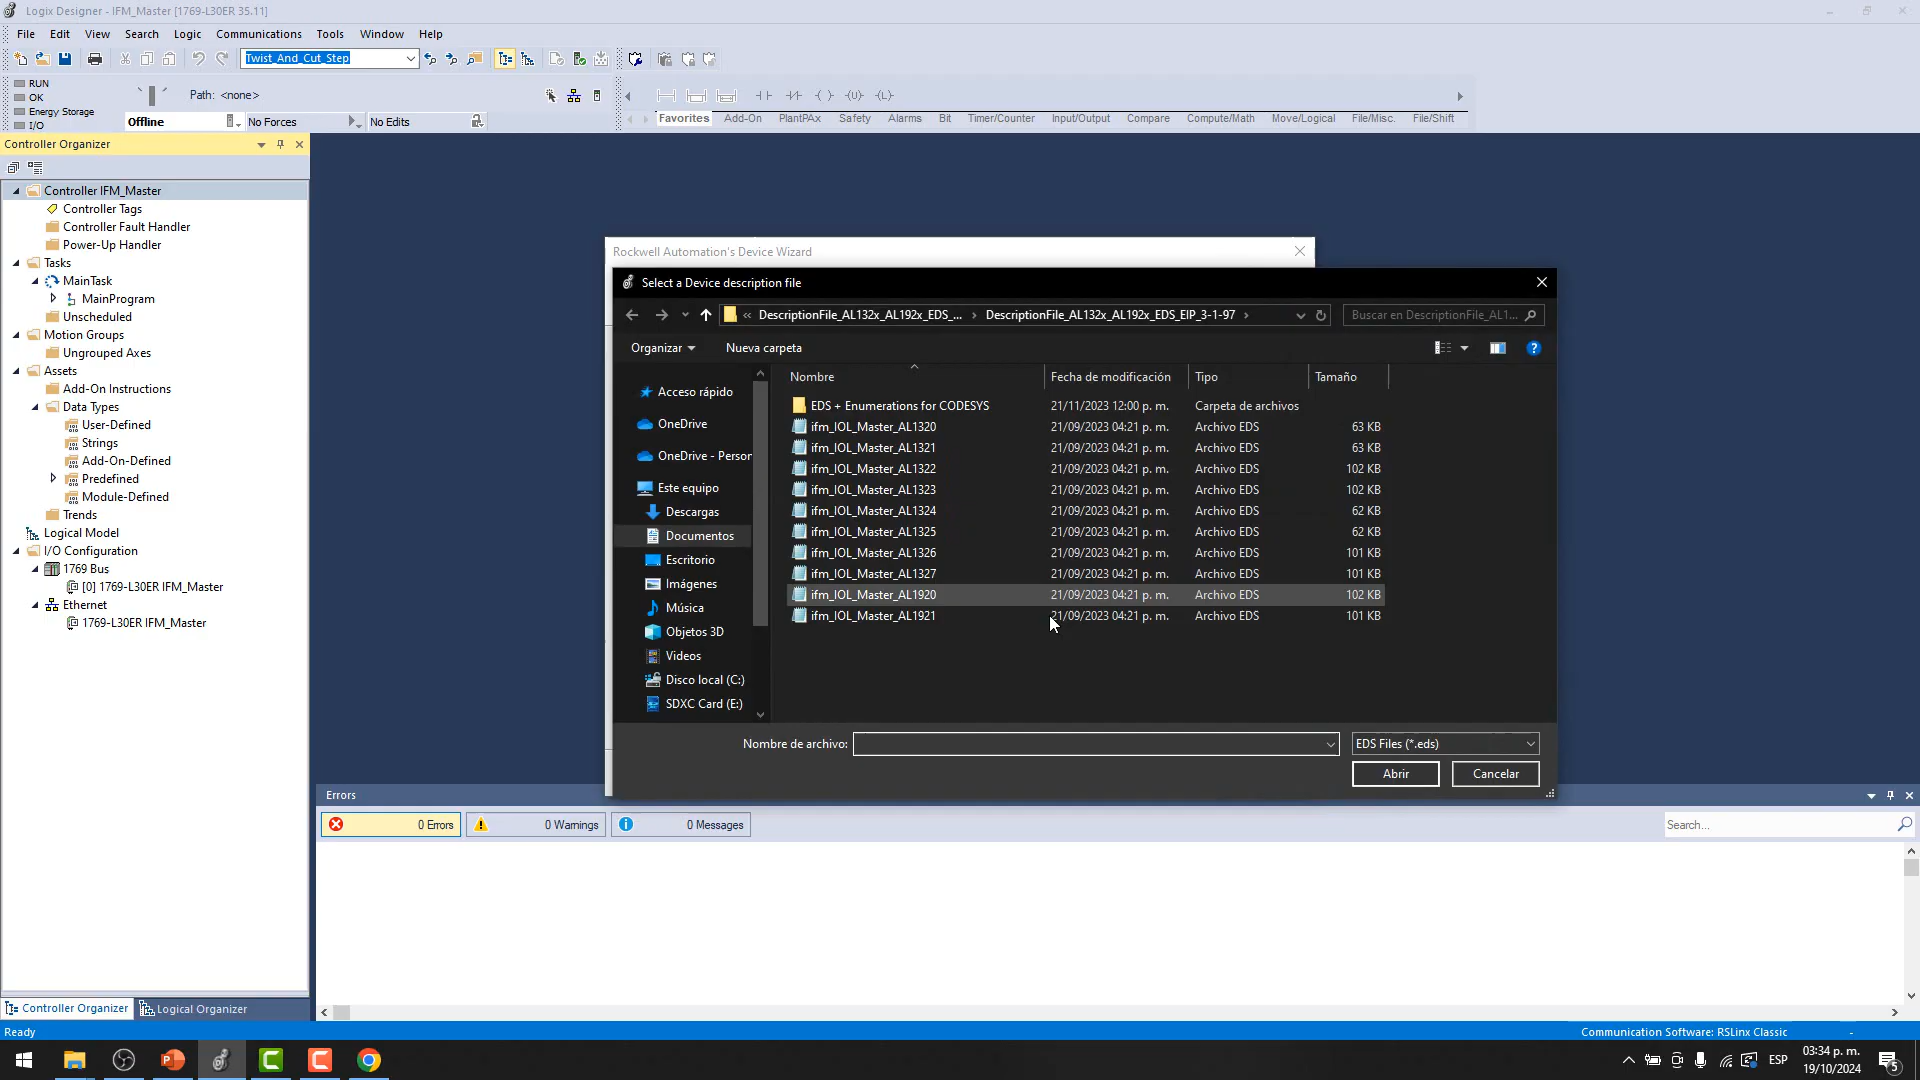 Logix Designer - IFM_Master [1769-L30ER 35.11]
File Edit View Search Logic Communications Tools Window Help
Twist_And_Cut_Step
RUN
OK
Energy Storage
I/O
Path: <none>
Offline No Forces No Edits
Favorites Add-On PlantPAx Safety Alarms Bit Timer/Counter Input/Output Compare Compute/Math Move/Logical File/Misc. File/Shift
Controller Organizer
Controller IFM_Master
Controller Tags
Controller Fault Handler
Power-Up Handler
Tasks
MainTask
MainProgram
Unscheduled
Motion Groups
Ungrouped Axes
Assets
Add-On Instructions
Data Types
User-Defined
Strings
Add-On-Defined
Predefined
Module-Defined
Trends
Logical Model
I/O Configuration
1769 Bus
[0] 1769-L30ER IFM_Master
Ethernet
1769-L30ER IFM_Master
Controller Organizer Logical Organizer
Rockwell Automation's Device Wizard
Select a Device description file
« DescriptionFile_AL132x_AL192x_EDS_... › DescriptionFile_AL132x_AL192x_EDS_EIP_3-1-97 ›
Buscar en DescriptionFile_AL1...
Organizar Nueva carpeta
Acceso rápido
OneDrive
OneDrive - Person
Este equipo
Descargas
Documentos
Escritorio
Imágenes
Música
Objetos 3D
Videos
Disco local (C:)
SDXC Card (E:)
Nombre Fecha de modificación Tipo Tamaño
EDS + Enumerations for CODESYS 21/11/2023 12:00 p. m. Carpeta de archivos
ifm_IOL_Master_AL1320 21/09/2023 04:21 p. m. Archivo EDS 63 KB
ifm_IOL_Master_AL1321 21/09/2023 04:21 p. m. Archivo EDS 63 KB
ifm_IOL_Master_AL1322 21/09/2023 04:21 p. m. Archivo EDS 102 KB
ifm_IOL_Master_AL1323 21/09/2023 04:21 p. m. Archivo EDS 102 KB
ifm_IOL_Master_AL1324 21/09/2023 04:21 p. m. Archivo EDS 62 KB
ifm_IOL_Master_AL1325 21/09/2023 04:21 p. m. Archivo EDS 62 KB
ifm_IOL_Master_AL1326 21/09/2023 04:21 p. m. Archivo EDS 101 KB
ifm_IOL_Master_AL1327 21/09/2023 04:21 p. m. Archivo EDS 101 KB
ifm_IOL_Master_AL1920 21/09/2023 04:21 p. m. Archivo EDS 102 KB
ifm_IOL_Master_AL1921 21/09/2023 04:21 p. m. Archivo EDS 101 KB
Nombre de archivo: EDS Files (*.eds)
Abrir Cancelar
Errors
0 Errors 0 Warnings 0 Messages
Search...
Ready
Communication Software: RSLinx Classic -
ESP
03:34 p. m.
19/10/2024
5